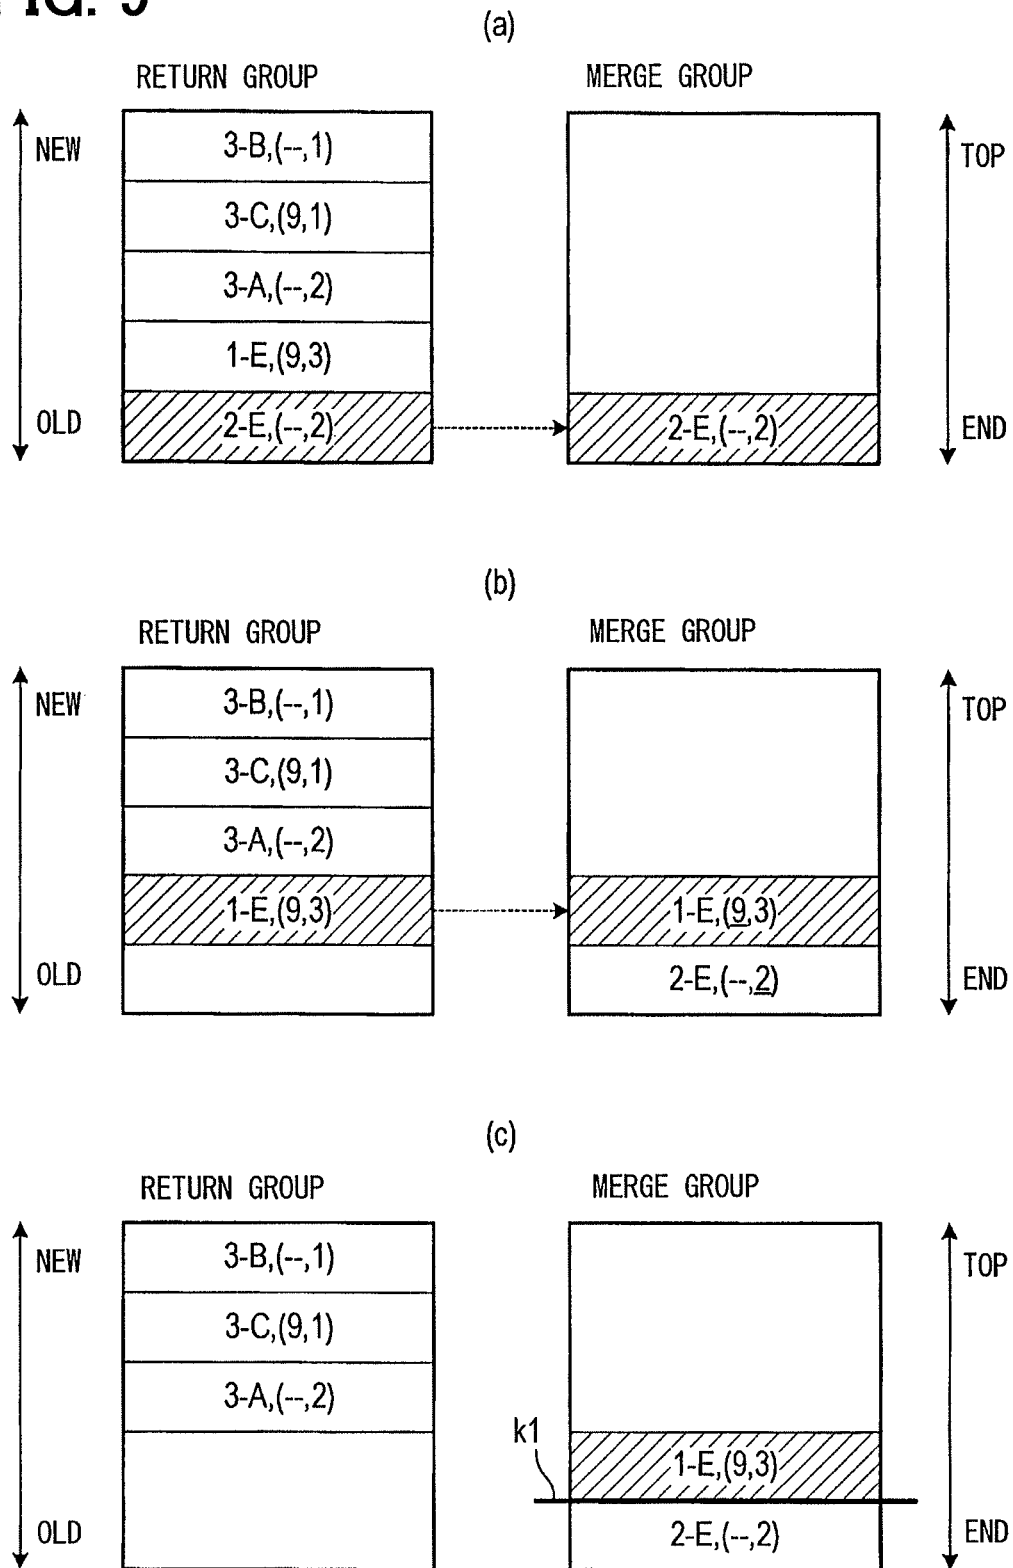 FIG. 9
(a)
RETURN GROUP
MERGE GROUP
NEW
3-B,(--,1)
TOP
3-C,(9,1)
3-A,(--,2)
1-E,(9,3)
OLD
2-E,(--,2)
2-E,(--,2)
END
(b)
RETURN GROUP
MERGE GROUP
NEW
3-B,(--,1)
TOP
3-C,(9,1)
3-A,(--,2)
1-E,(9,3)
1-E,(9,3)
OLD
2-E,(--,2)
END
(c)
RETURN GROUP
MERGE GROUP
NEW
3-B,(--,1)
TOP
3-C,(9,1)
3-A,(--,2)
k1
1-E,(9,3)
OLD
2-E,(--,2)
END